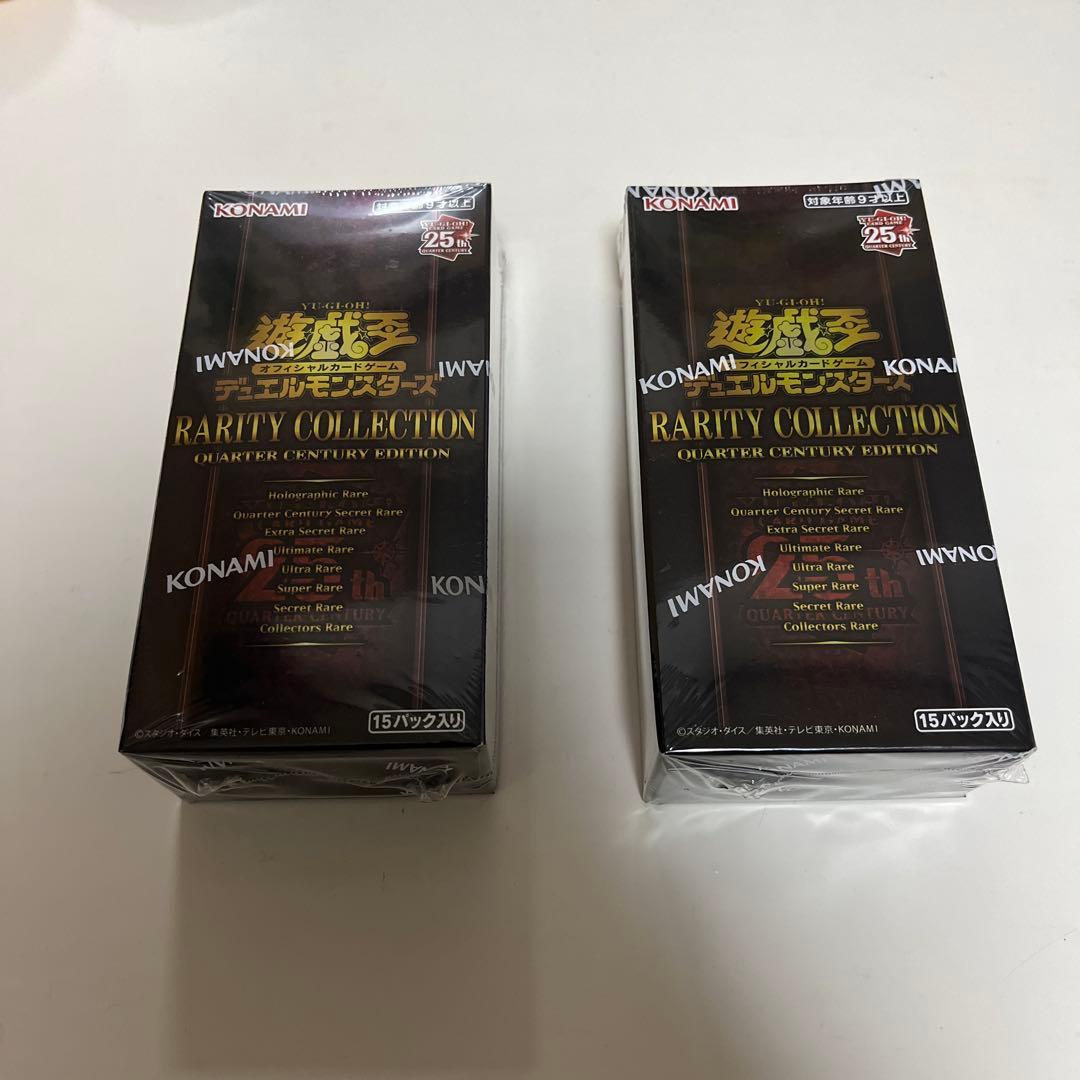 KONAMI
対象年齢9才以上
YU-GI-OH!
CARD GAME
25th
QUARTER CENTURY
YU-GI-OH!
遊戯王
オフィシャルカードゲーム
デュエルモンスターズ
KONAMI
RARITY COLLECTION
QUARTER CENTURY EDITION
Holographic Rare
Quarter Century Secret Rare
Extra Secret Rare
Ultimate Rare
Ultra Rare
Super Rare
Secret Rare
Collectors Rare
KONAMI
KONAMI
25th
QUARTER CENTURY
15パック入り
©スタジオ・ダイス/集英社・テレビ東京・KONAMI
KONAMI
対象年齢9才以上
YU-GI-OH!
CARD GAME
25th
QUARTER CENTURY
YU-GI-OH!
遊戯王
フィシャルカードゲーム
デュエルモンスターズ
KONAMI
KONAMI
RARITY COLLECTION
QUARTER CENTURY EDITION
Holographic Rare
Quarter Century Secret Rare
Extra Secret Rare
Ultimate Rare
Ultra Rare
Super Rare
Secret Rare
Collectors Rare
KONAMI
KONAMI
25th
QUARTER CENTURY
15パック入り
©スタジオ・ダイス/集英社・テレビ東京・KONAMI